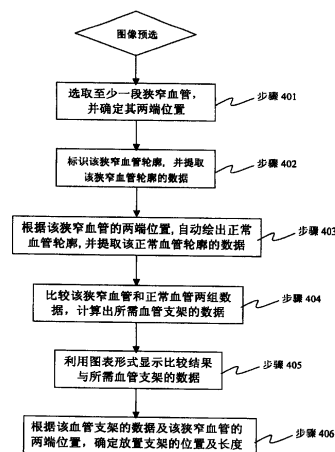 图像预选
选取至少一段狭窄血管，
并确定其两端位置
步骤 401
标识该狭窄血管轮廓，并提取
该狭窄血管轮廓的数据
步骤 402
根据该狭窄血管的两端位置，自动绘出正常
血管轮廓，并提取该正常血管轮廓的数据
步骤 403
比较该狭窄血管和正常血管两组数
据，计算出所需血管支架的数据
步骤 404
利用图表形式显示比较结果
与所需血管支架的数据
步骤 405
根据该血管支架的数据及该狭窄血管的
两端位置，确定放置支架的位置及长度
步骤 406